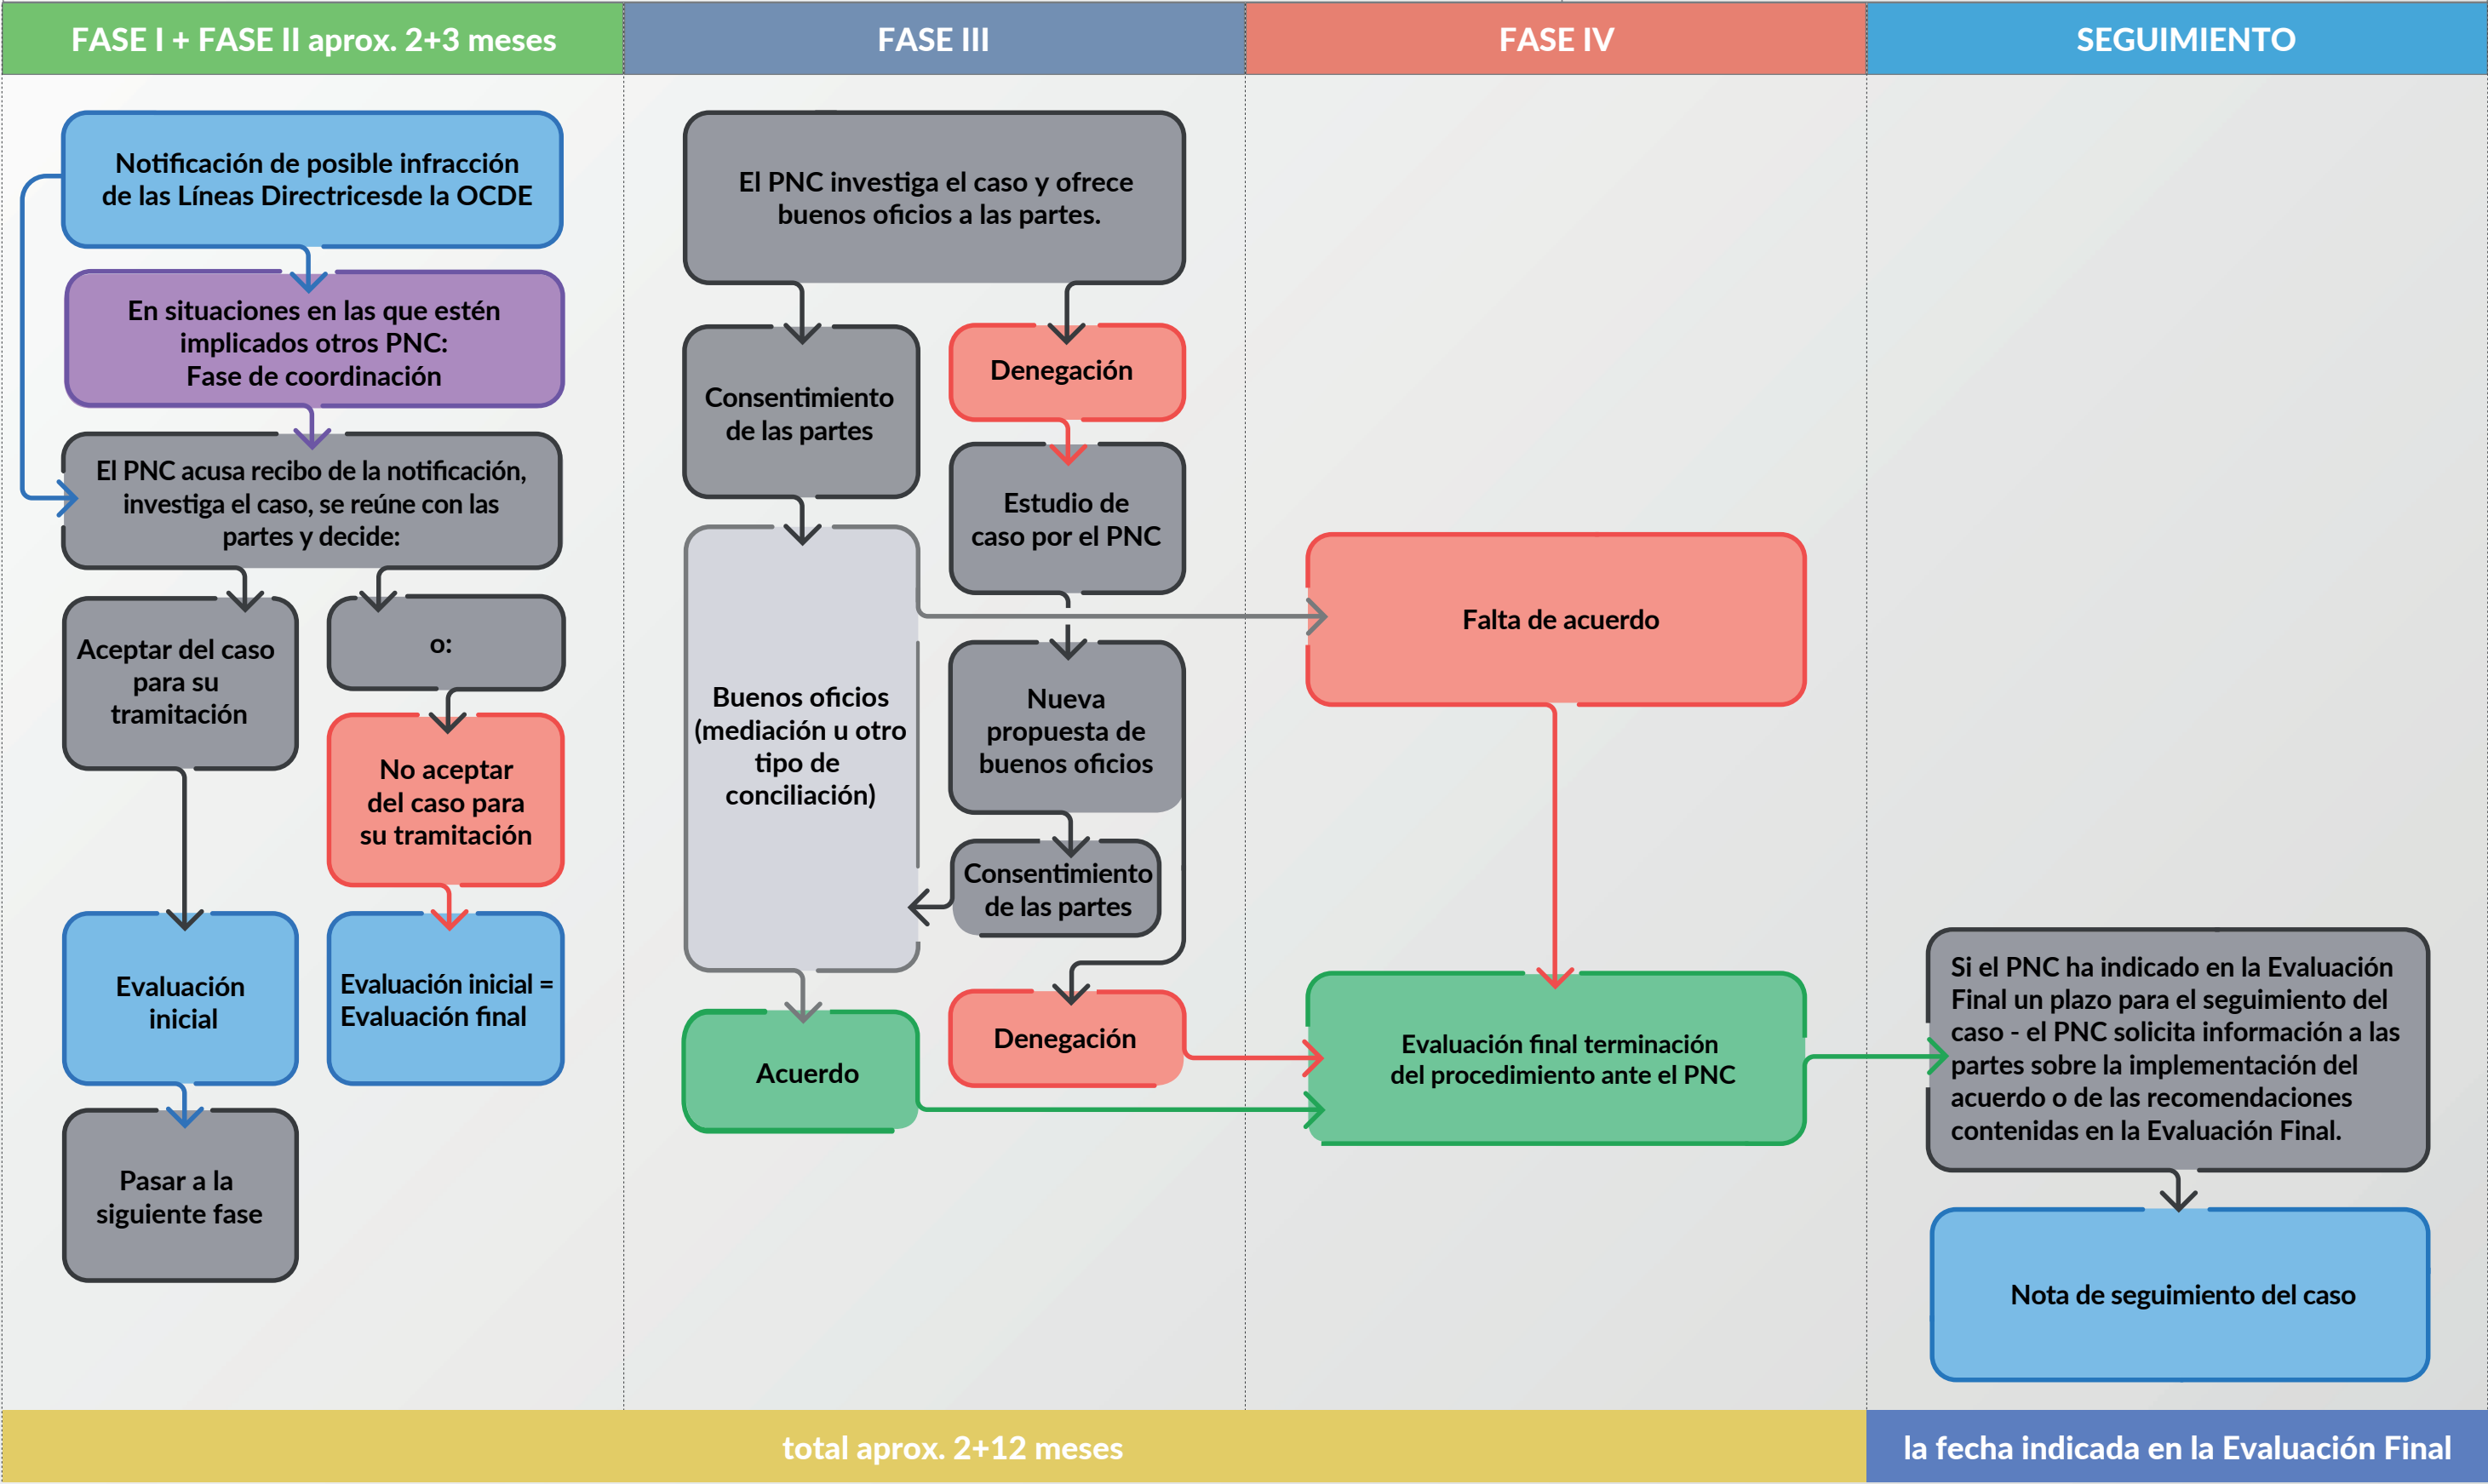 FASE I + FASE II aprox. 2+3 meses
FASE III
FASE IV
SEGUIMIENTO
Notificación de posible infracción
de las Líneas Directricesde la OCDE
En situaciones en las que estén
implicados otros PNC:
Fase de coordinación
El PNC acusa recibo de la notificación,
investiga el caso, se reúne con las
partes y decide:
Aceptar del caso
para su
tramitación
o:
No aceptar
del caso para
su tramitación
Evaluación
inicial
Evaluación inicial =
Evaluación final
Pasar a la
siguiente fase
El PNC investiga el caso y ofrece
buenos oficios a las partes.
Consentimiento
de las partes
Denegación
Estudio de
caso por el PNC
Buenos oficios
(mediación u otro
tipo de
conciliación)
Nueva
propuesta de
buenos oficios
Consentimiento
de las partes
Acuerdo
Denegación
Falta de acuerdo
Evaluación final terminación
del procedimiento ante el PNC
Si el PNC ha indicado en la Evaluación
Final un plazo para el seguimiento del
caso - el PNC solicita información a las
partes sobre la implementación del
acuerdo o de las recomendaciones
contenidas en la Evaluación Final.
Nota de seguimiento del caso
total aprox. 2+12 meses
la fecha indicada en la Evaluación Final